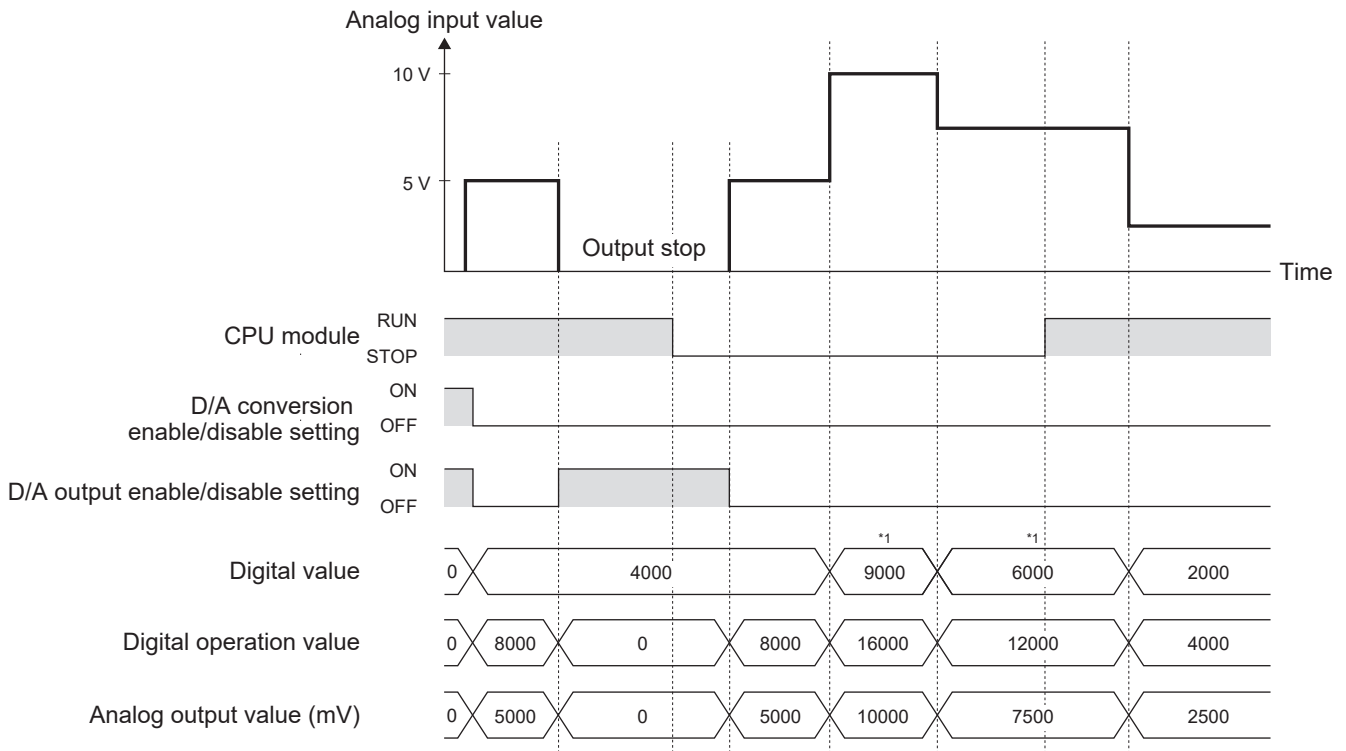 Analog input value
10 V
5 V
Output stop
Time
CPU module
RUN
STOP
D/A conversion
enable/disable setting
ON
OFF
D/A output enable/disable setting
ON
OFF
*1 *1
Digital value 0 4000 9000 6000 2000
Digital operation value 0 8000 0 8000 16000 12000 4000
Analog output value (mV) 0 5000 0 5000 10000 7500 2500